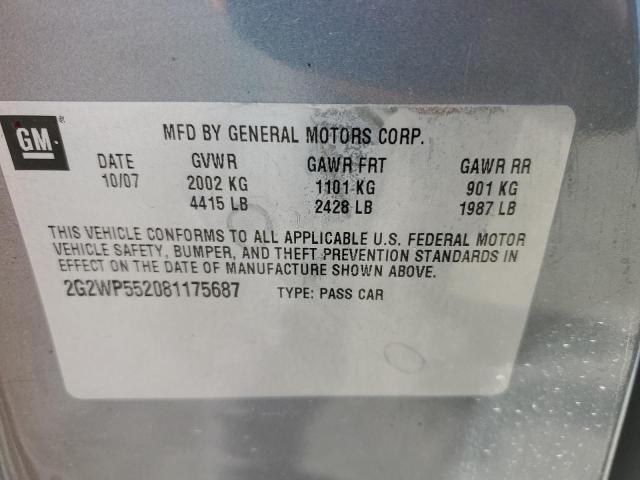 GM
MFD BY GENERAL MOTORS CORP.
DATE GVWR GAWR FRT GAWR RR
10/07 2002 KG 1101 KG 901 KG
4415 LB 2428 LB 1987 LB
THIS VEHICLE CONFORMS TO ALL APPLICABLE U.S. FEDERAL MOTOR
VEHICLE SAFETY, BUMPER, AND THEFT PREVENTION STANDARDS IN
EFFECT ON THE DATE OF MANUFACTURE SHOWN ABOVE.
2G2WP552081175687 TYPE: PASS CAR